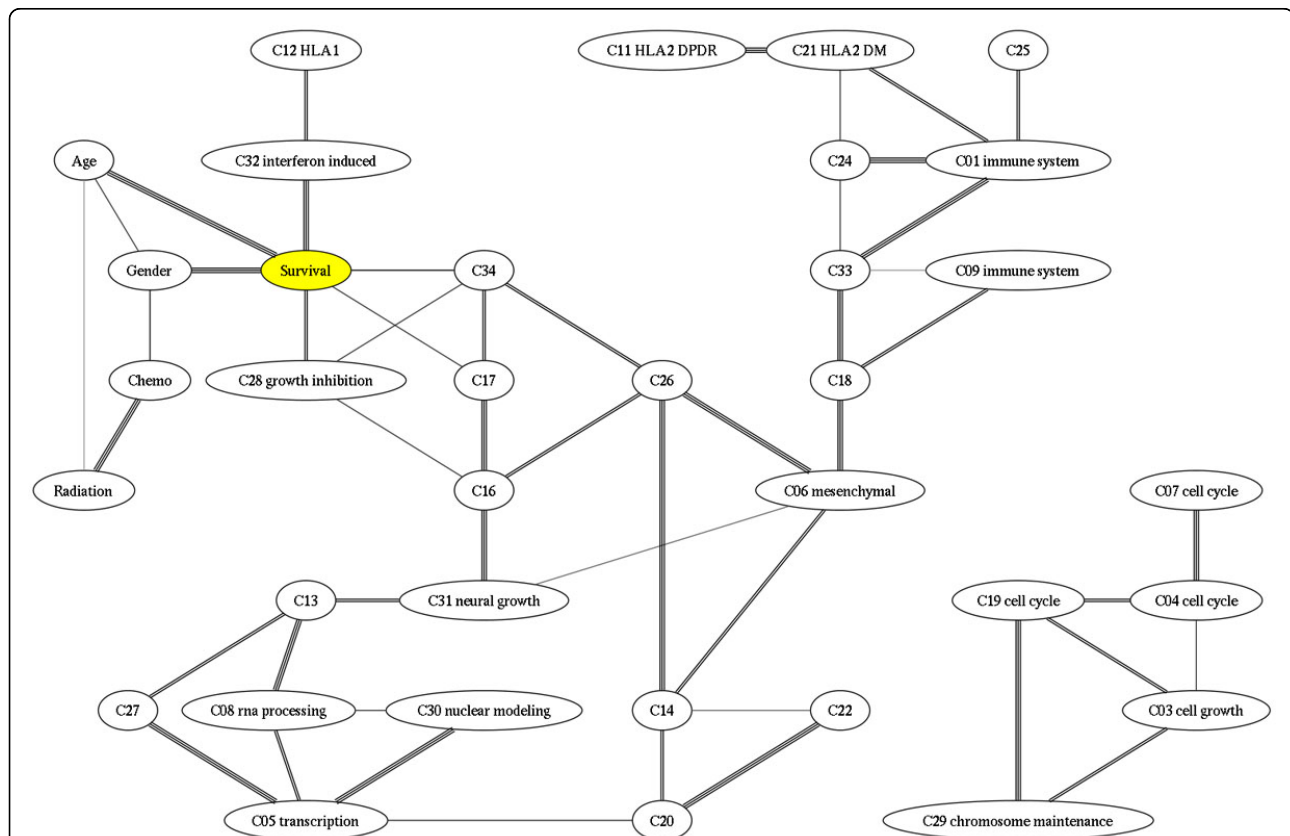 C12 HLA1
C11 HLA2 DPDR
C21 HLA2 DM
C25
Age
C32 interferon induced
C24
C01 immune system
Gender
Survival
C34
C33
C09 immune system
Chemo
C28 growth inhibition
C17
C26
C18
Radiation
C16
C06 mesenchymal
C07 cell cycle
C13
C31 neural growth
C19 cell cycle
C04 cell cycle
C27
C08 rna processing
C30 nuclear modeling
C14
C22
C03 cell growth
C05 transcription
C20
C29 chromosome maintenance